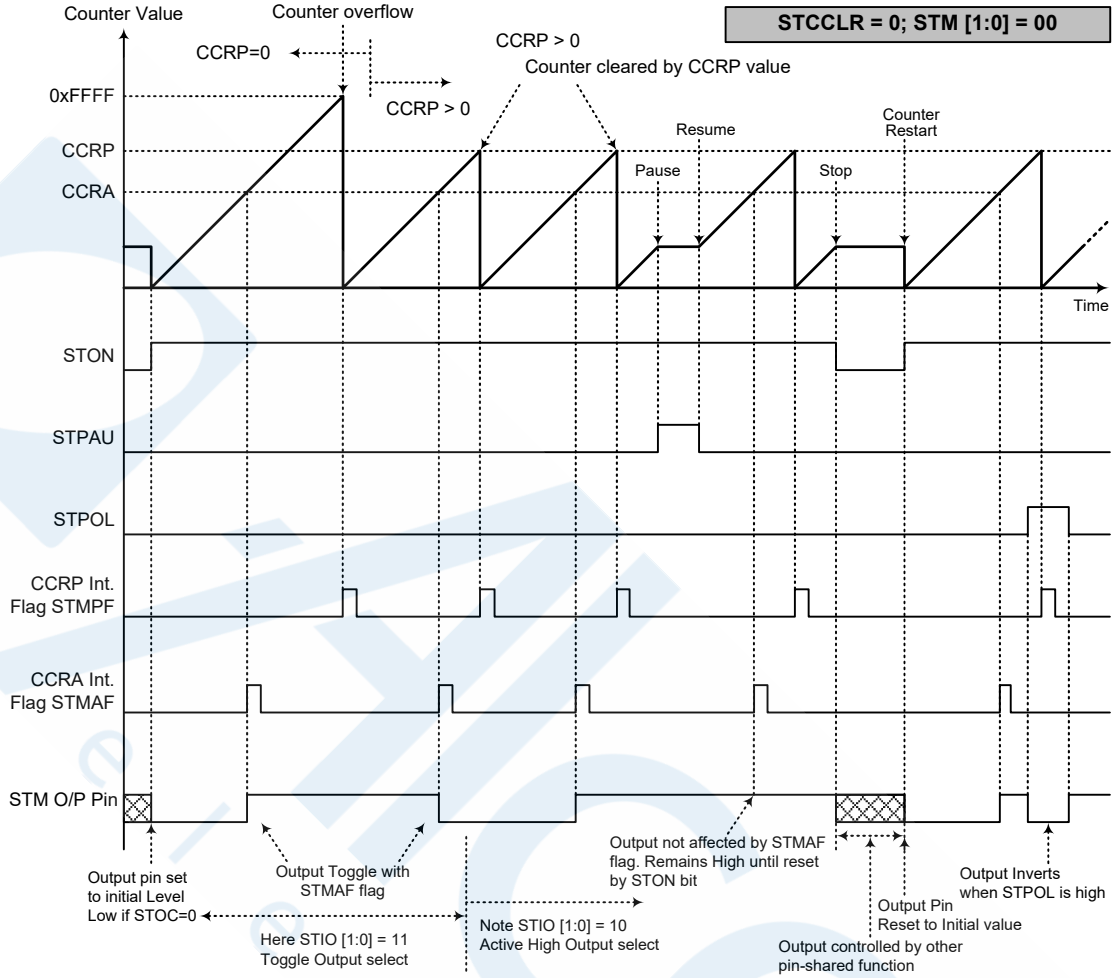 Counter Value
Counter overflow
STCCLR = 0; STM [1:0] = 00
CCRP=0
CCRP > 0
CCRP > 0
Counter cleared by CCRP value
0xFFFF
CCRP
CCRA
Pause
Resume
Stop
Counter
Restart
Time
STON
STPAU
STPOL
CCRP Int.
Flag STMPF
CCRA Int.
Flag STMAF
STM O/P Pin
Output pin set
to initial Level
Low if STOC=0
Output Toggle with
STMAF flag
Here STIO [1:0] = 11
Toggle Output select
Note STIO [1:0] = 10
Active High Output select
Output not affected by STMAF
flag. Remains High until reset
by STON bit
Output Pin
Reset to Initial value
Output controlled by other
pin-shared function
Output Inverts
when STPOL is high